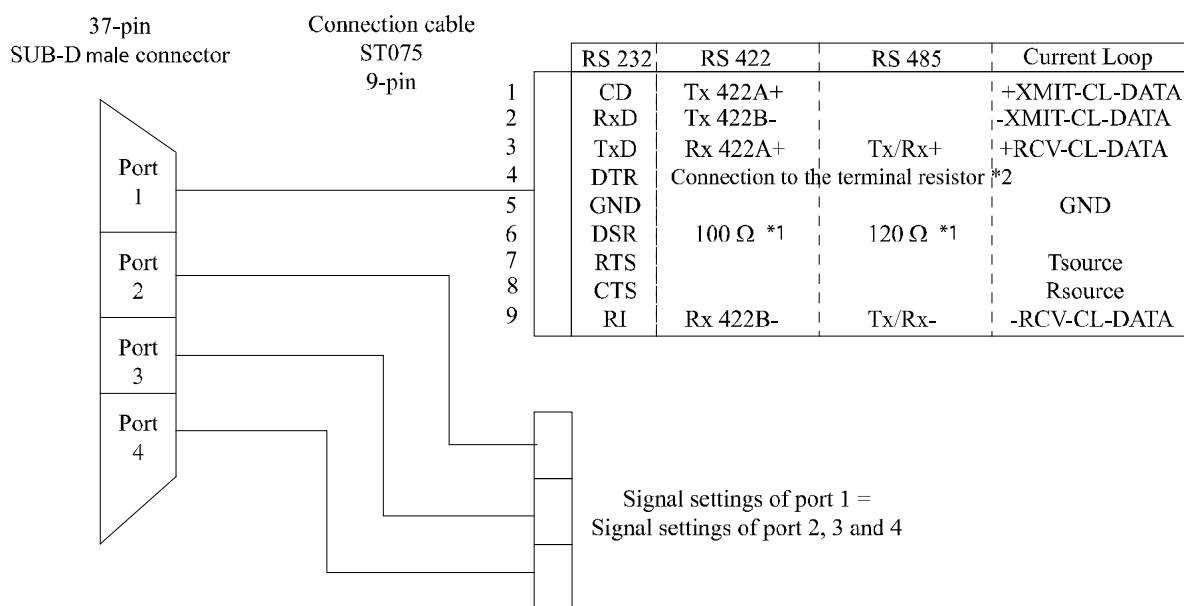 37-pin
SUB-D male connector
Connection cable
ST075
9-pin
RS 232 RS 422 RS 485 Current Loop
1 CD Tx 422A+ +XMIT-CL-DATA
2 RxD Tx 422B- -XMIT-CL-DATA
3 TxD Rx 422A+ Tx/Rx+ +RCV-CL-DATA
4 DTR Connection to the terminal resistor *2
5 GND GND
6 DSR 100 Ω *1 120 Ω *1
7 RTS Tsource
8 CTS Rsource
9 RI Rx 422B- Tx/Rx- -RCV-CL-DATA
Port
1
Port
2
Port
3
Port
4
Signal settings of port 1 =
Signal settings of port 2, 3 and 4